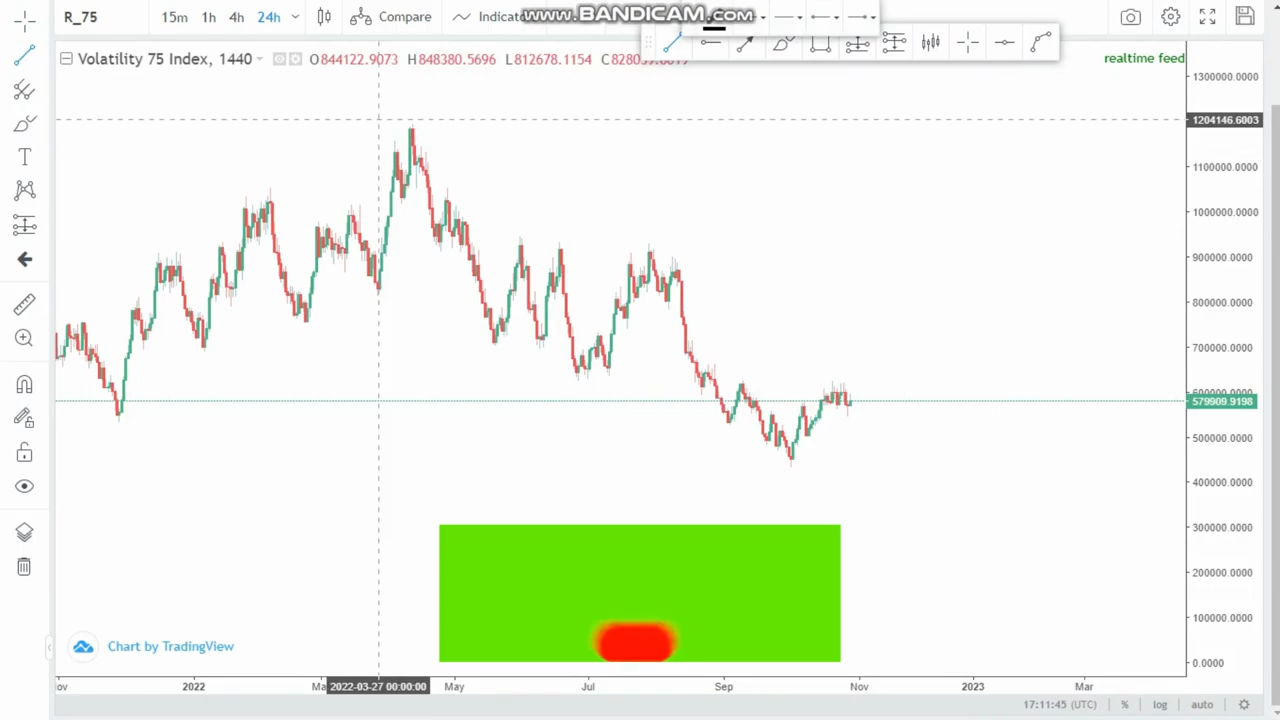 R_75 15m 1h 4h 24h Compare Indicato www.BANDICAM.com
Volatility 75 Index, 1440 O844122.9073 H848380.5696 L812678.1154
realtime feed
1300000.0000
1204146.6003
1100000.0000
1000000.0000
900000.0000
800000.0000
700000.0000
600000.0000
579909.9198
500000.0000
400000.0000
300000.0000
200000.0000
100000.0000
0.0000
Chart by TradingView
ov 2022 Ma 2022-03-27 00:00:00 May Jul Sep Nov 2023 Mar
17:11:45 (UTC) % log auto